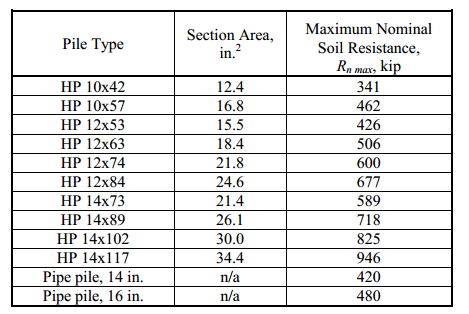 Pile Type Section Area, in.² Maximum Nominal Soil Resistance, Rn max, kip
HP 10x42 12.4 341
HP 10x57 16.8 462
HP 12x53 15.5 426
HP 12x63 18.4 506
HP 12x74 21.8 600
HP 12x84 24.6 677
HP 14x73 21.4 589
HP 14x89 26.1 718
HP 14x102 30.0 825
HP 14x117 34.4 946
Pipe pile, 14 in. n/a 420
Pipe pile, 16 in. n/a 480